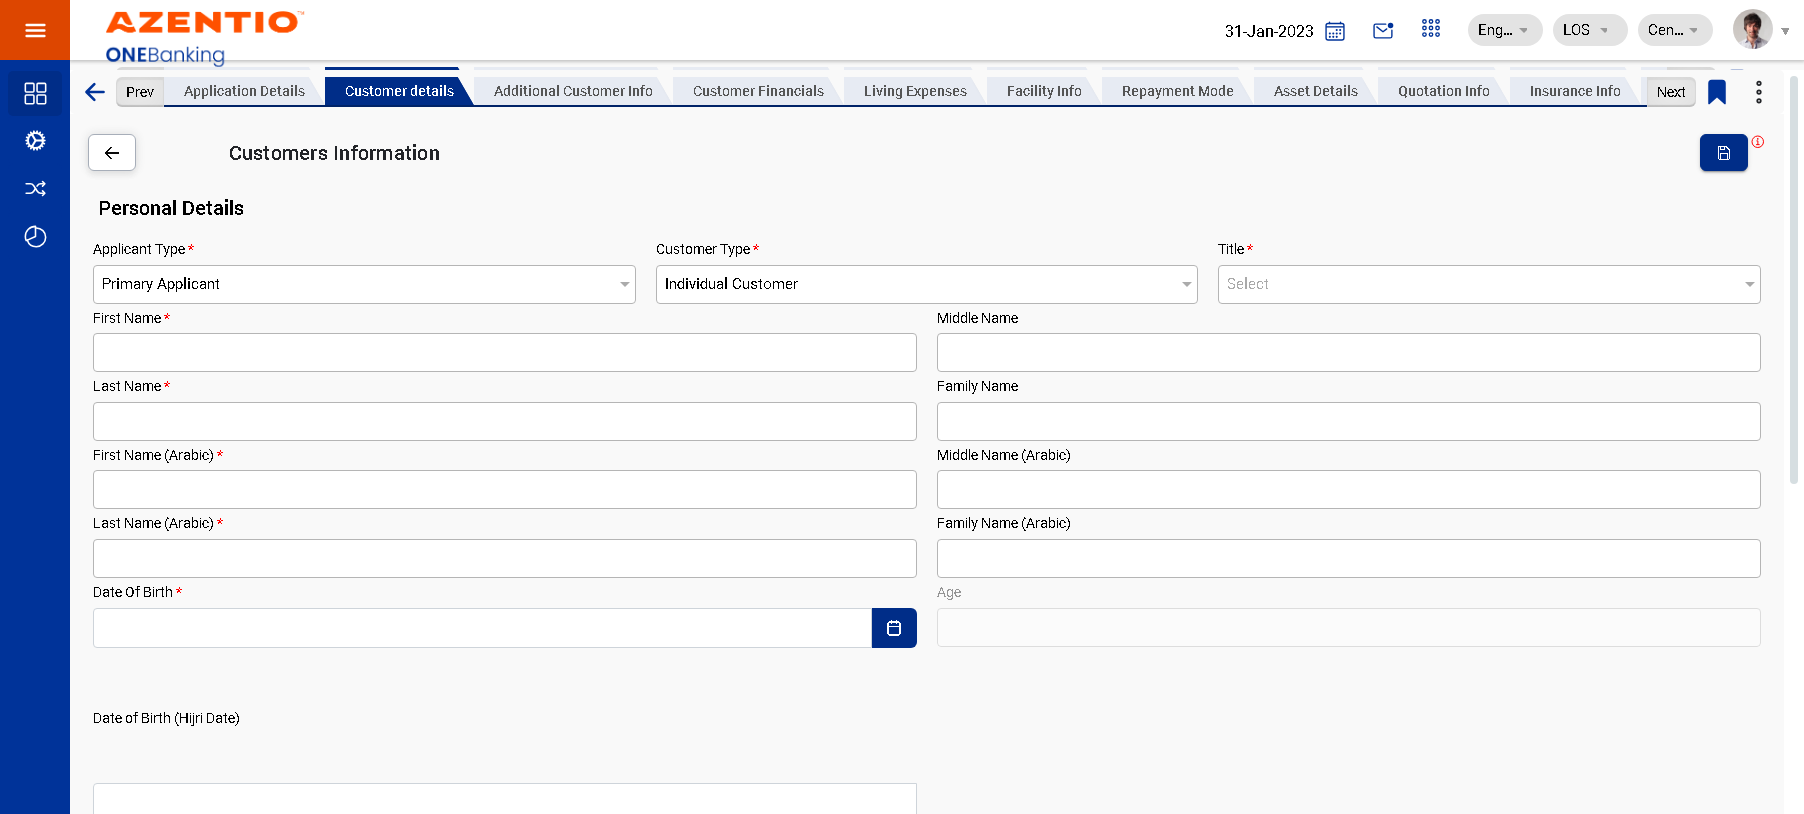 AZENTIO™
ONEBanking
31-Jan-2023
Eng...
LOS
Cen...
Prev
Application Details
Customer details
Additional Customer Info
Customer Financials
Living Expenses
Facility Info
Repayment Mode
Asset Details
Quotation Info
Insurance Info
Next
Customers Information
Personal Details
Applicant Type *
Customer Type *
Title *
Primary Applicant
Individual Customer
Select
First Name *
Middle Name
Last Name *
Family Name
First Name (Arabic) *
Middle Name (Arabic)
Last Name (Arabic) *
Family Name (Arabic)
Date Of Birth *
Age
Date of Birth (Hijri Date)